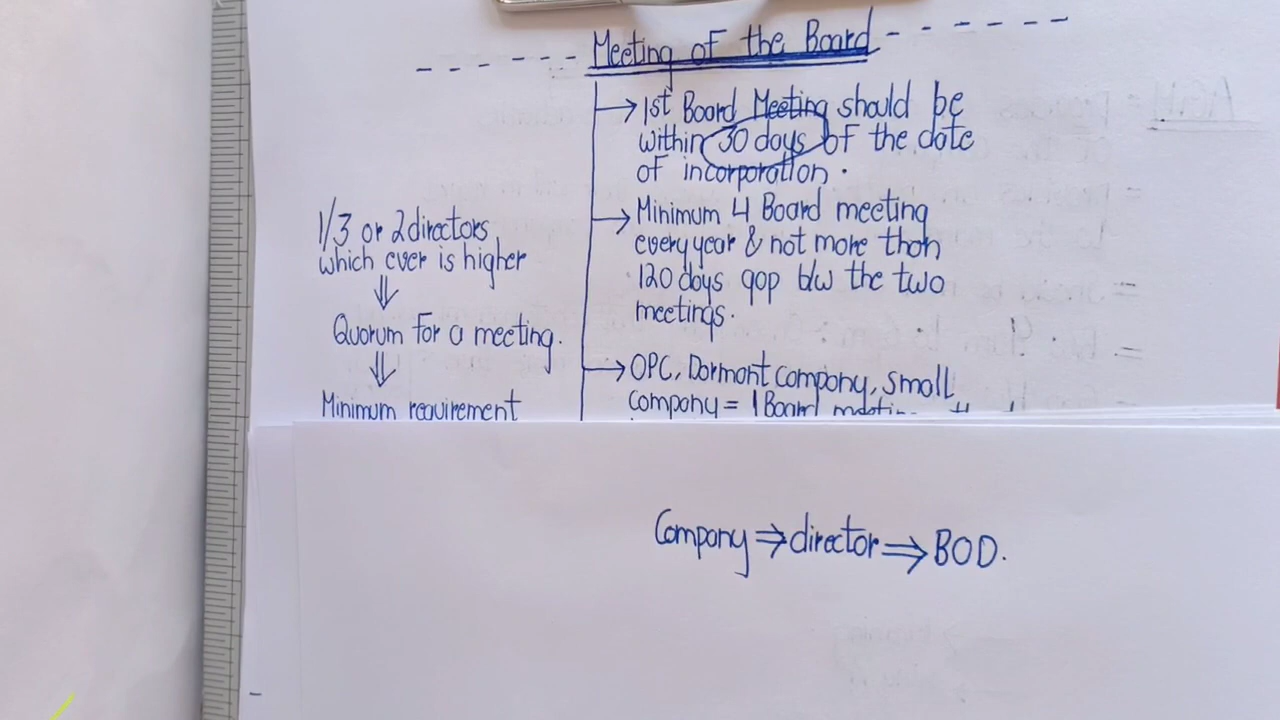 Meeting of the Board
1st Board Meeting should be
within 30 days of the date
of incorporation.
Minimum 4 Board meeting
every year & not more than
120 days gap b/w the two
meetings.
OPC, Dormant company, small
company = 1 Board meeting
1/3 or 2 directors
which ever is higher
Quorum for a meeting.
Minimum requirement
Company ⇒ director ⇒ BOD.